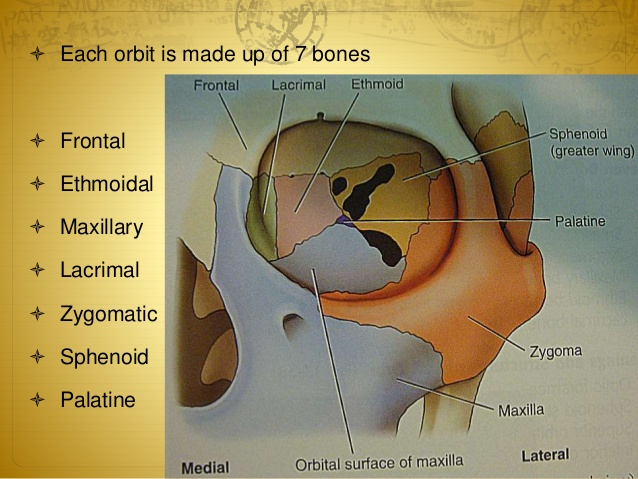 Each orbit is made up of 7 bones
Frontal
Ethmoidal
Maxillary
Lacrimal
Zygomatic
Sphenoid
Palatine
Frontal
Lacrimal
Ethmoid
Sphenoid
(greater wing)
Palatine
Zygoma
Maxilla
Orbital surface of maxilla
Medial
Lateral